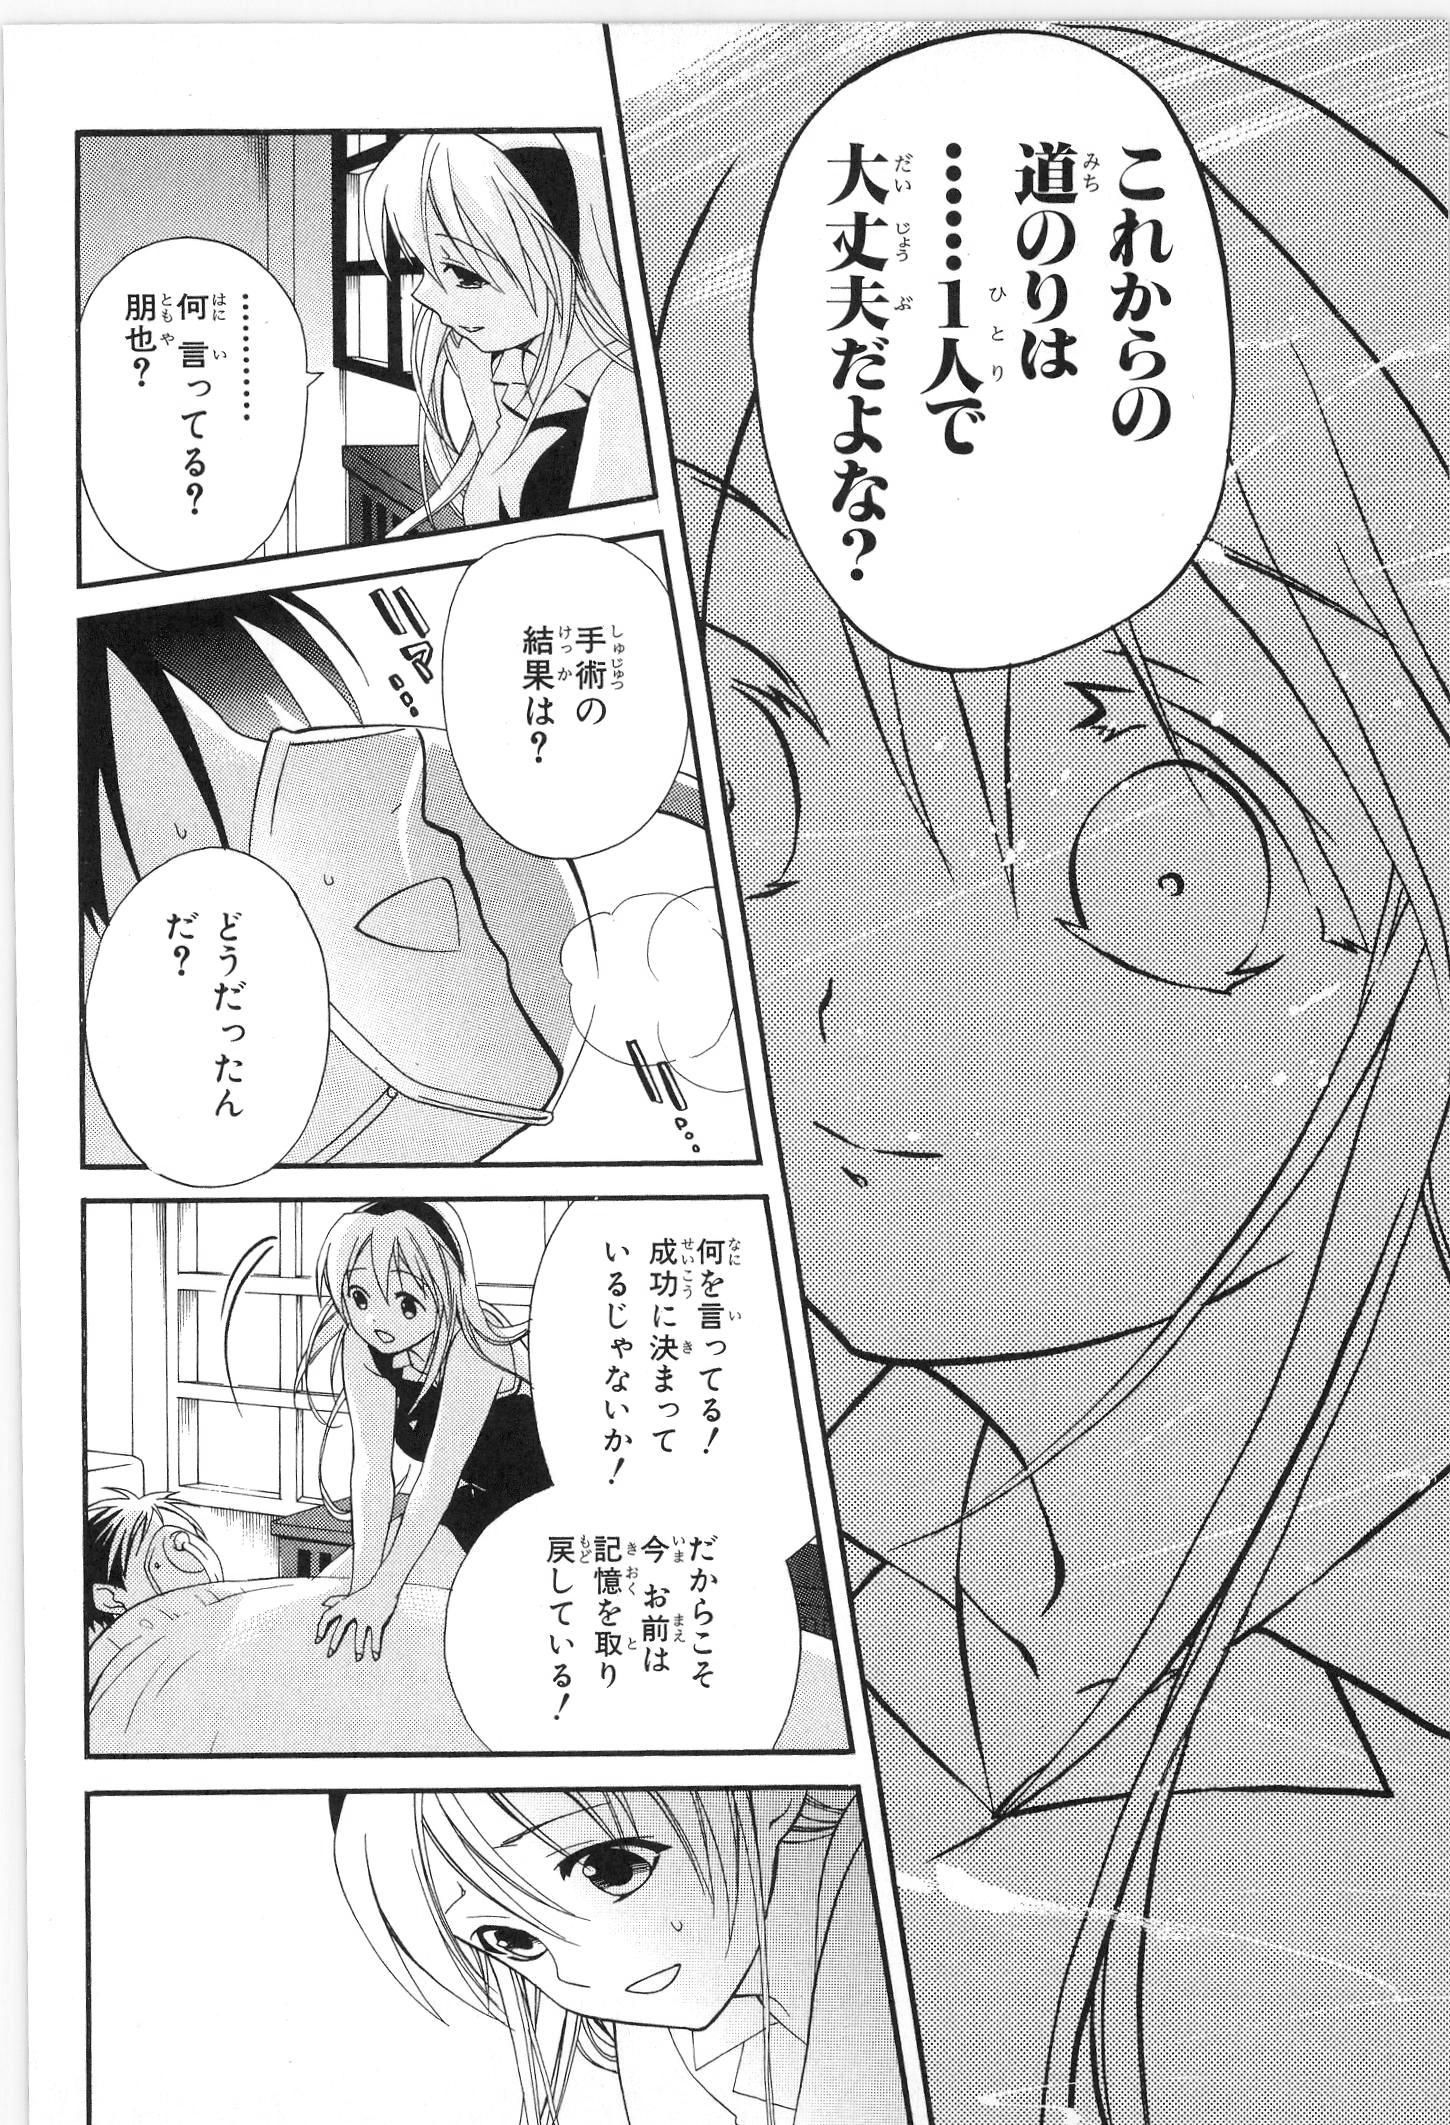 これからの
道のりは
……1人で
大丈夫だよな?
…………
何言ってる?
朋也?
手術の
結果は?
ハァ…
どうだったん
だ?
何を言ってる!
成功に決まって
いるじゃないか!
だからこそ
今お前は
記憶を取り
戻している!